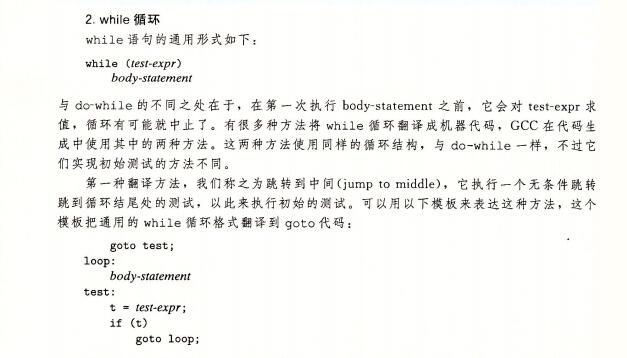 2. while 循环
while 语句的通用形式如下：
while (test-expr)
body-statement
与 do-while 的不同之处在于，在第一次执行 body-statement 之前，它会对 test-expr 求
值，循环有可能就中止了。有很多种方法将 while 循环翻译成机器代码，GCC 在代码生
成中使用其中的两种方法。这两种方法使用同样的循环结构，与 do-while 一样，不过它
们实现初始测试的方法不同。
第一种翻译方法，我们称之为跳转到中间(jump to middle)，它执行一个无条件跳转
跳到循环结尾处的测试，以此来执行初始的测试。可以用以下模板来表达这种方法，这个
模板把通用的 while 循环格式翻译到 goto 代码：
goto test;
loop:
body-statement
test:
t = test-expr;
if (t)
goto loop;